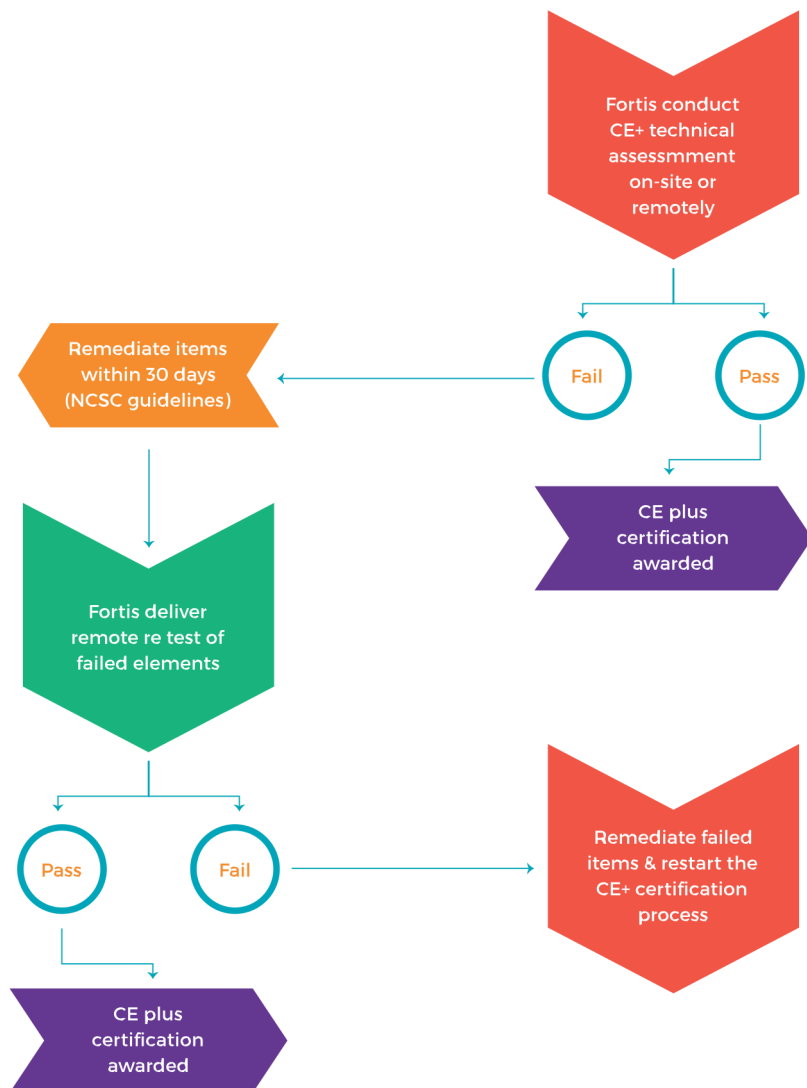 Fortis conduct
CE+ technical
assessmment
on-site or
remotely
Fail
Pass
Remediate items
within 30 days
(NCSC guidelines)
CE plus
certification
awarded
Fortis deliver
remote re test of
failed elements
Pass
Fail
Remediate failed
items & restart the
CE+ certification
process
CE plus
certification
awarded